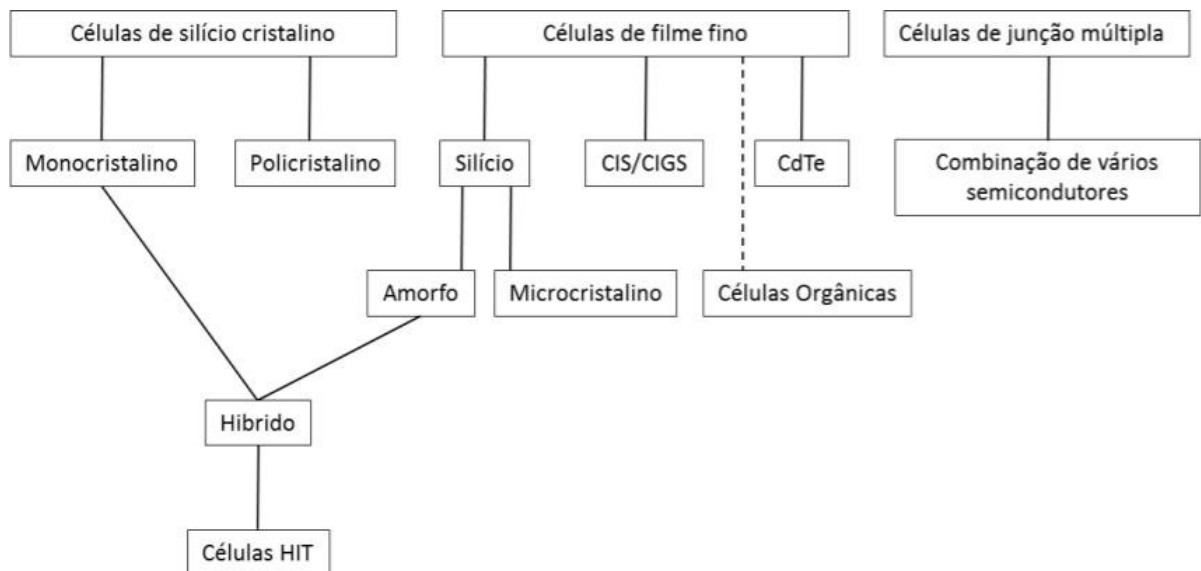 Células de silício cristalino
Células de filme fino
Células de junção múltipla
Monocristalino
Policristalino
Silício
CIS/CIGS
CdTe
Combinação de vários
semicondutores
Amorfo
Microcristalino
Células Orgânicas
Hibrido
Células HIT